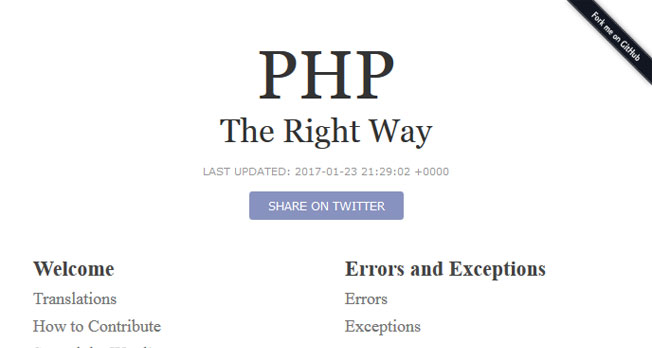 Fork me on GitHub
PHP
The Right Way
LAST UPDATED: 2017-01-23 21:29:02 +0000
SHARE ON TWITTER
Welcome
Translations
How to Contribute
Errors and Exceptions
Errors
Exceptions